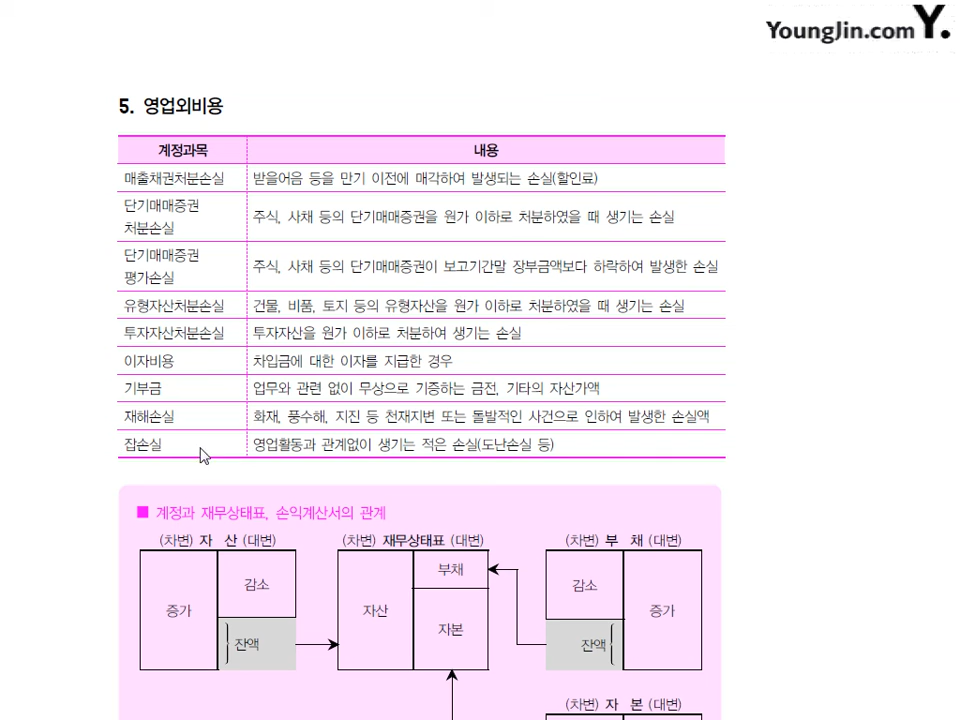 YoungJin.com Y.
5. 영업외비용
계정과목 내용
매출채권처분손실 받을어음 등을 만기 이전에 매각하여 발생되는 손실(할인료)
단기매매증권
처분손실
주식, 사채 등의 단기매매증권을 원가 이하로 처분하였을 때 생기는 손실
단기매매증권
평가손실
주식, 사채 등의 단기매매증권이 보고기간말 장부금액보다 하락하여 발생한 손실
유형자산처분손실 건물, 비품, 토지 등의 유형자산을 원가 이하로 처분하였을 때 생기는 손실
투자자산처분손실 투자자산을 원가 이하로 처분하여 생기는 손실
이자비용 차입금에 대한 이자를 지급한 경우
기부금 업무와 관련 없이 무상으로 기증하는 금전, 기타의 자산가액
재해손실 화재, 풍수해, 지진 등 천재지변 또는 돌발적인 사건으로 인하여 발생한 손실액
잡손실 영업활동과 관계없이 생기는 적은 손실(도난손실 등)
■ 계정과 재무상태표, 손익계산서의 관계
(차변) 자 산 (대변) (차변) 재무상태표 (대변) (차변) 부 채 (대변)
부채
감소 감소
증가 자산 증가
자본
잔액 잔액
(차변) 자 본 (대변)